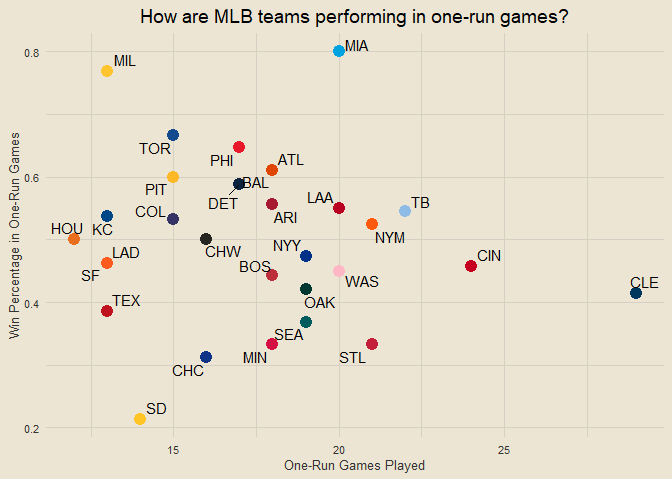 How are MLB teams performing in one-run games?
Win Percentage in One-Run Games
0.8
0.6
0.4
0.2
MIA
MIL
TOR
PHI
ATL
PIT
BAL
DET
COL
ARI
LAA
TB
HOU
KC
CHW
NYY
NYM
LAD
SF
BOS
WAS
CIN
CLE
TEX
OAK
SEA
CHC
MIN
STL
SD
15
20
25
One-Run Games Played